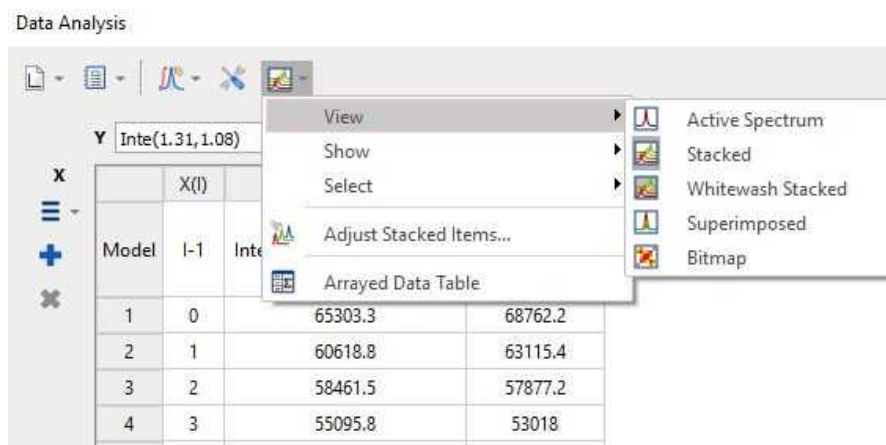 Data Analysis
Y Inte(1.31,1.08)
View
Show
Select
Adjust Stacked Items...
Arrayed Data Table
Active Spectrum
Stacked
Whitewash Stacked
Superimposed
Bitmap
X
X(I)
Model I-1 Inte
1 0 65303.3 68762.2
2 1 60618.8 63115.4
3 2 58461.5 57877.2
4 3 55095.8 53018